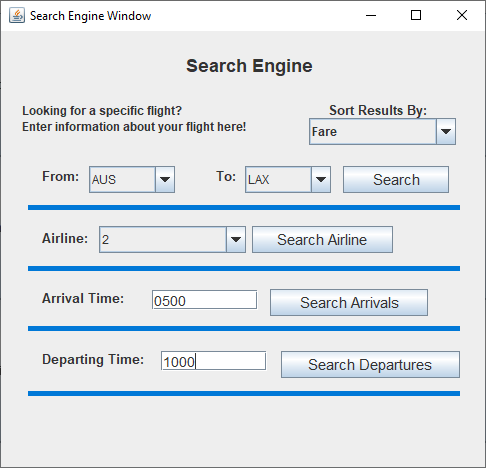 Search Engine Window
Search Engine
Looking for a specific flight?
Enter information about your flight here!
Sort Results By:
Fare
From: AUS To: LAX Search
Airline: 2 Search Airline
Arrival Time: 0500 Search Arrivals
Departing Time: 1000 Search Departures